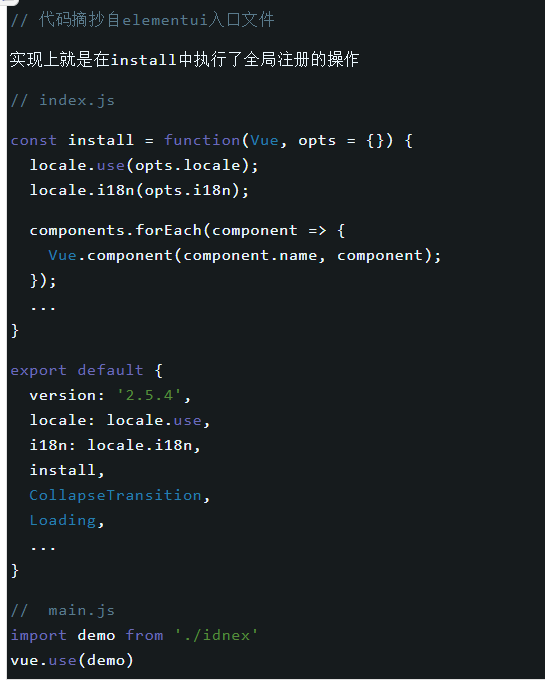 // 代码摘抄自elementui入口文件
实现上就是在install中执行了全局注册的操作
// index.js
const install = function(Vue, opts = {}) {
  locale.use(opts.locale);
  locale.i18n(opts.i18n);
  components.forEach(component => {
    Vue.component(component.name, component);
  });
  ...
}
export default {
  version: '2.5.4',
  locale: locale.use,
  i18n: locale.i18n,
  install,
  CollapseTransition,
  Loading,
  ...
}
//  main.js
import demo from './idnex'
vue.use(demo)